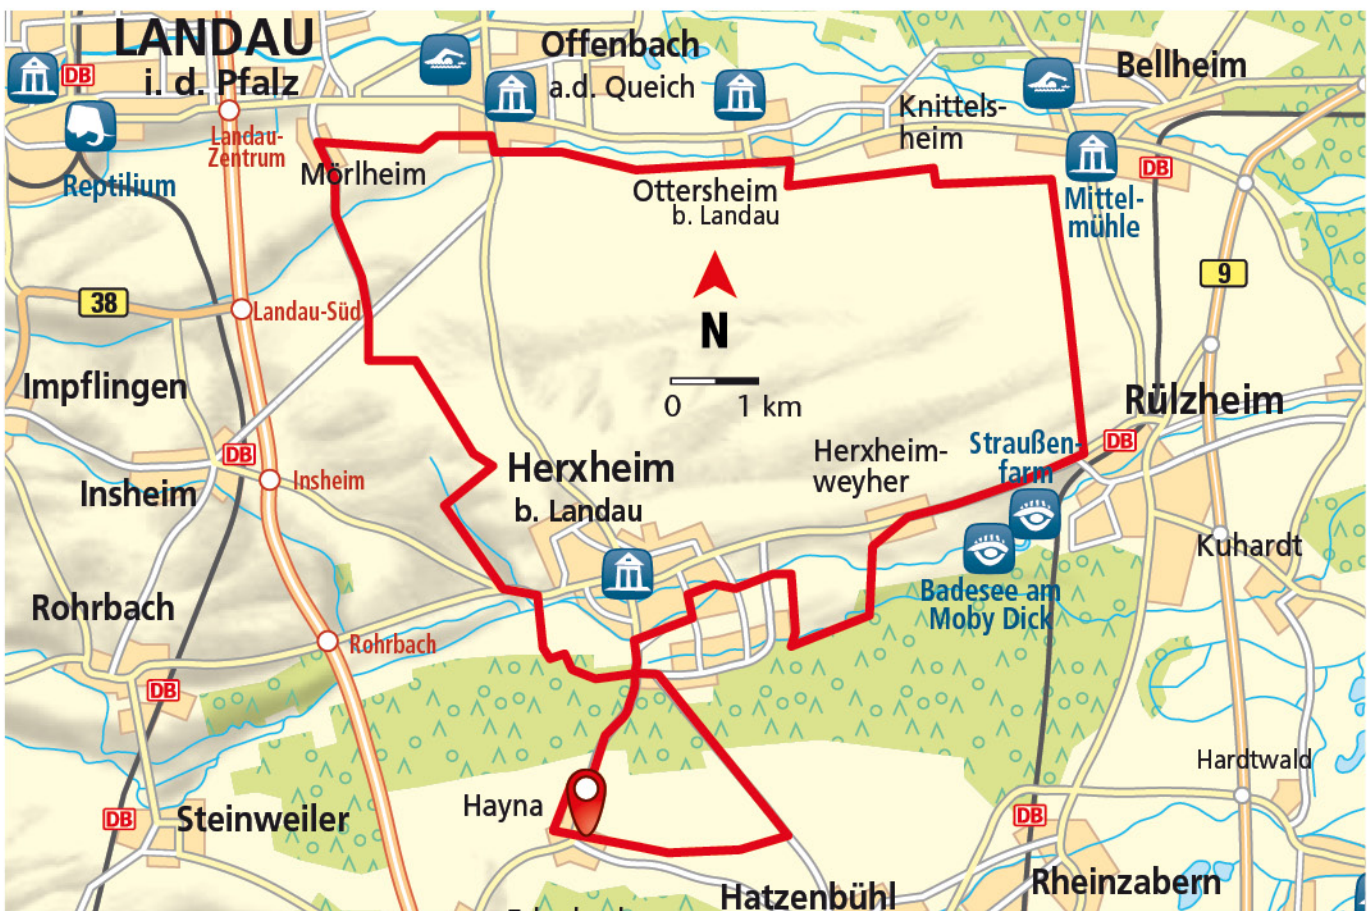 LANDAU
i. d. Pfalz
DB
Landau-
Zentrum
Reptilium
Offenbach
a.d. Queich
Bellheim
Knittels-
heim
Mörlheim
Ottersheim
b. Landau
DB
Mittel-
mühle
38
Landau-Süd
9
N
0 1 km
Impflingen
Rülzheim
DB
Insheim
Insheim
DB
Herxheim
b. Landau
Herxheim-
weyher
Straußen-
farm
DB
Kuhardt
Badesee am
Moby Dick
Rohrbach
Rohrbach
DB
Hardtwald
Hayna
Steinweiler
DB
DB
Hatzenbühl
Rheinzabern